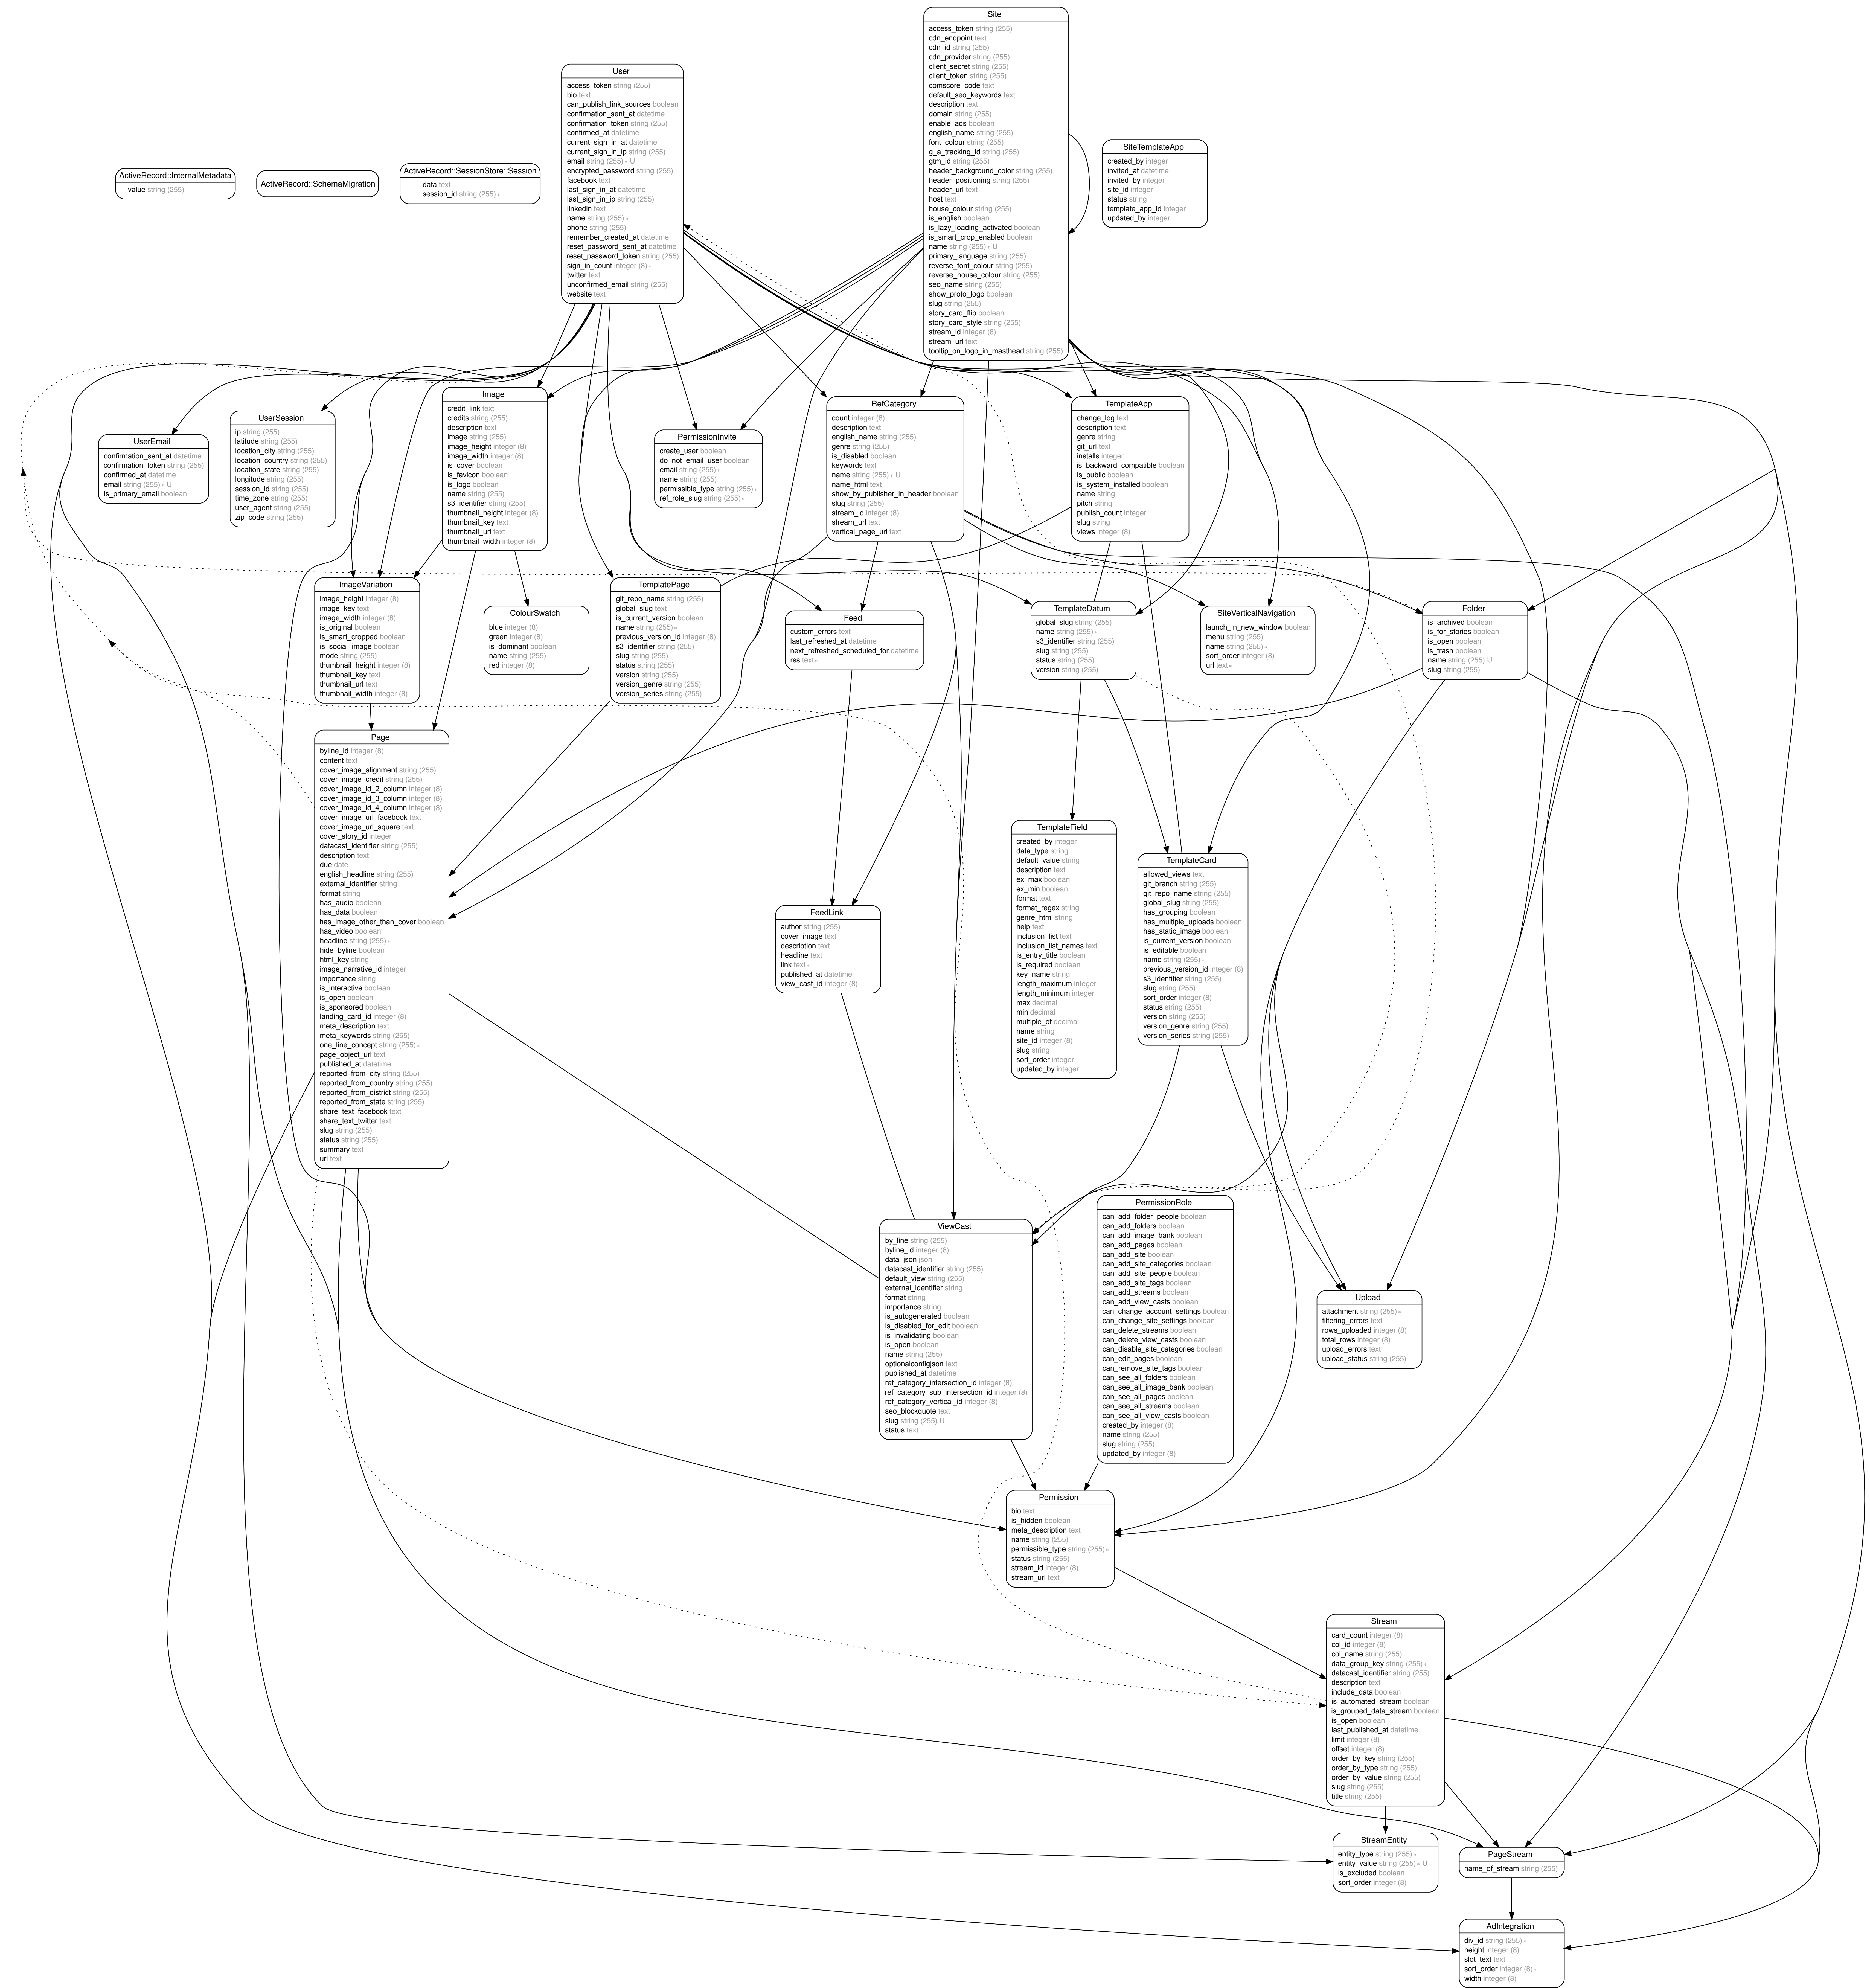 Site
access_token string (255)
cdn_endpoint text
cdn_id string (255)
cdn_provider string (255)
client_secret string (255)
client_token string (255)
comscore_code text
default_seo_keywords text
description text
domain string (255)
enable_ads boolean
english_name string (255)
font_colour string (255)
g_a_tracking_id string (255)
gtm_id string (255)
header_background_color string (255)
header_positioning string (255)
header_url text
host text
house_colour string (255)
is_english boolean
is_lazy_loading_activated boolean
is_smart_crop_enabled boolean
name string (255)∗ U
primary_language string (255)
reverse_font_colour string (255)
reverse_house_colour string (255)
seo_name string (255)
show_proto_logo boolean
slug string (255)
story_card_flip boolean
story_card_style string (255)
stream_id integer (8)
stream_url text
tooltip_on_logo_in_masthead string (255)
User
access_token string (255)
bio text
can_publish_link_sources boolean
confirmation_sent_at datetime
confirmation_token string (255)
confirmed_at datetime
current_sign_in_at datetime
current_sign_in_ip string (255)
email string (255)∗ U
encrypted_password string (255)
facebook text
last_sign_in_at datetime
last_sign_in_ip string (255)
linkedin text
name string (255)∗
phone string (255)
remember_created_at datetime
reset_password_sent_at datetime
reset_password_token string (255)
sign_in_count integer (8)∗
twitter text
unconfirmed_email string (255)
website text
SiteTemplateApp
created_by integer
invited_at datetime
invited_by integer
site_id integer
status string
template_app_id integer
updated_by integer
ActiveRecord::InternalMetadata
value string (255)
ActiveRecord::SchemaMigration
ActiveRecord::SessionStore::Session
data text
session_id string (255)∗
Image
credit_link text
credits string (255)
description text
image string (255)
image_height integer (8)
image_width integer (8)
is_cover boolean
is_favicon boolean
is_logo boolean
name string (255)
s3_identifier string (255)
thumbnail_height integer (8)
thumbnail_key text
thumbnail_url text
thumbnail_width integer (8)
RefCategory
count integer (8)
description text
english_name string (255)
genre string (255)
is_disabled boolean
keywords text
name string (255)∗ U
name_html text
show_by_publisher_in_header boolean
slug string (255)
stream_id integer (8)
stream_url text
vertical_page_url text
TemplateApp
change_log text
description text
genre string
git_url text
installs integer
is_backward_compatible boolean
is_public boolean
is_system_installed boolean
name string
pitch string
publish_count integer
slug string
views integer (8)
UserSession
ip string (255)
latitude string (255)
location_city string (255)
location_country string (255)
location_state string (255)
longitude string (255)
session_id string (255)
time_zone string (255)
user_agent string (255)
zip_code string (255)
UserEmail
confirmation_sent_at datetime
confirmation_token string (255)
confirmed_at datetime
email string (255)∗ U
is_primary_email boolean
PermissionInvite
create_user boolean
do_not_email_user boolean
email string (255)∗
name string (255)
permissible_type string (255)∗
ref_role_slug string (255)∗
ImageVariation
image_height integer (8)
image_key text
image_width integer (8)
is_original boolean
is_smart_cropped boolean
is_social_image boolean
mode string (255)
thumbnail_height integer (8)
thumbnail_key text
thumbnail_url text
thumbnail_width integer (8)
ColourSwatch
blue integer (8)
green integer (8)
is_dominant boolean
name string (255)
red integer (8)
TemplatePage
git_repo_name string (255)
global_slug text
is_current_version boolean
name string (255)∗
previous_version_id integer (8)
s3_identifier string (255)
slug string (255)
status string (255)
version string (255)
version_genre string (255)
version_series string (255)
Feed
custom_errors text
last_refreshed_at datetime
next_refreshed_scheduled_for datetime
rss text∗
TemplateDatum
global_slug string (255)
name string (255)∗
s3_identifier string (255)
slug string (255)
status string (255)
version string (255)
SiteVerticalNavigation
launch_in_new_window boolean
menu string (255)
name string (255)∗
sort_order integer (8)
url text∗
Folder
is_archived boolean
is_for_stories boolean
is_open boolean
is_trash boolean
name string (255) U
slug string (255)
Page
byline_id integer (8)
content text
cover_image_alignment string (255)
cover_image_credit string (255)
cover_image_id_2_column integer (8)
cover_image_id_3_column integer (8)
cover_image_id_4_column integer (8)
cover_image_url_facebook text
cover_image_url_square text
cover_story_id integer
datacast_identifier string (255)
description text
due date
english_headline string (255)
external_identifier string
format string
has_audio boolean
has_data boolean
has_image_other_than_cover boolean
has_video boolean
headline string (255)∗
hide_byline boolean
html_key string
image_narrative_id integer
importance string
is_interactive boolean
is_open boolean
is_sponsored boolean
landing_card_id integer (8)
meta_description text
meta_keywords string (255)
one_line_concept string (255)∗
page_object_url text
published_at datetime
reported_from_city string (255)
reported_from_country string (255)
reported_from_district string (255)
reported_from_state string (255)
share_text_facebook text
share_text_twitter text
slug string (255)
status string (255)
summary text
url text
TemplateField
created_by integer
data_type string
default_value string
description text
ex_max boolean
ex_min boolean
format text
format_regex string
genre_html string
help text
inclusion_list text
inclusion_list_names text
is_entry_title boolean
is_required boolean
key_name string
length_maximum integer
length_minimum integer
max decimal
min decimal
multiple_of decimal
name string
site_id integer (8)
slug string
sort_order integer
updated_by integer
TemplateCard
allowed_views text
git_branch string (255)
git_repo_name string (255)
global_slug string (255)
has_grouping boolean
has_multiple_uploads boolean
has_static_image boolean
is_current_version boolean
is_editable boolean
name string (255)∗
previous_version_id integer (8)
s3_identifier string (255)
slug string (255)
sort_order integer (8)
status string (255)
version string (255)
version_genre string (255)
version_series string (255)
FeedLink
author string (255)
cover_image text
description text
headline text
link text∗
published_at datetime
view_cast_id integer (8)
ViewCast
by_line string (255)
byline_id integer (8)
data_json json
datacast_identifier string (255)
default_view string (255)
external_identifier string
format string
importance string
is_autogenerated boolean
is_disabled_for_edit boolean
is_invalidating boolean
is_open boolean
name string (255)
optionalconfigjson text
published_at datetime
ref_category_intersection_id integer (8)
ref_category_sub_intersection_id integer (8)
ref_category_vertical_id integer (8)
seo_blockquote text
slug string (255) U
status text
PermissionRole
can_add_folder_people boolean
can_add_folders boolean
can_add_image_bank boolean
can_add_pages boolean
can_add_site boolean
can_add_site_categories boolean
can_add_site_people boolean
can_add_site_tags boolean
can_add_streams boolean
can_add_view_casts boolean
can_change_account_settings boolean
can_change_site_settings boolean
can_delete_streams boolean
can_delete_view_casts boolean
can_disable_site_categories boolean
can_edit_pages boolean
can_remove_site_tags boolean
can_see_all_folders boolean
can_see_all_image_bank boolean
can_see_all_pages boolean
can_see_all_streams boolean
can_see_all_view_casts boolean
created_by integer (8)
name string (255)
slug string (255)
updated_by integer (8)
Upload
attachment string (255)∗
filtering_errors text
rows_uploaded integer (8)
total_rows integer (8)
upload_errors text
upload_status string (255)
Permission
bio text
is_hidden boolean
meta_description text
name string (255)
permissible_type string (255)∗
status string (255)
stream_id integer (8)
stream_url text
Stream
card_count integer (8)
col_id integer (8)
col_name string (255)
data_group_key string (255)∗
datacast_identifier string (255)
description text
include_data boolean
is_automated_stream boolean
is_grouped_data_stream boolean
is_open boolean
last_published_at datetime
limit integer (8)
offset integer (8)
order_by_key string (255)
order_by_type string (255)
order_by_value string (255)
slug string (255)
title string (255)
StreamEntity
entity_type string (255)∗
entity_value string (255)∗ U
is_excluded boolean
sort_order integer (8)
PageStream
name_of_stream string (255)
AdIntegration
div_id string (255)∗
height integer (8)
slot_text text
sort_order integer (8)∗
width integer (8)